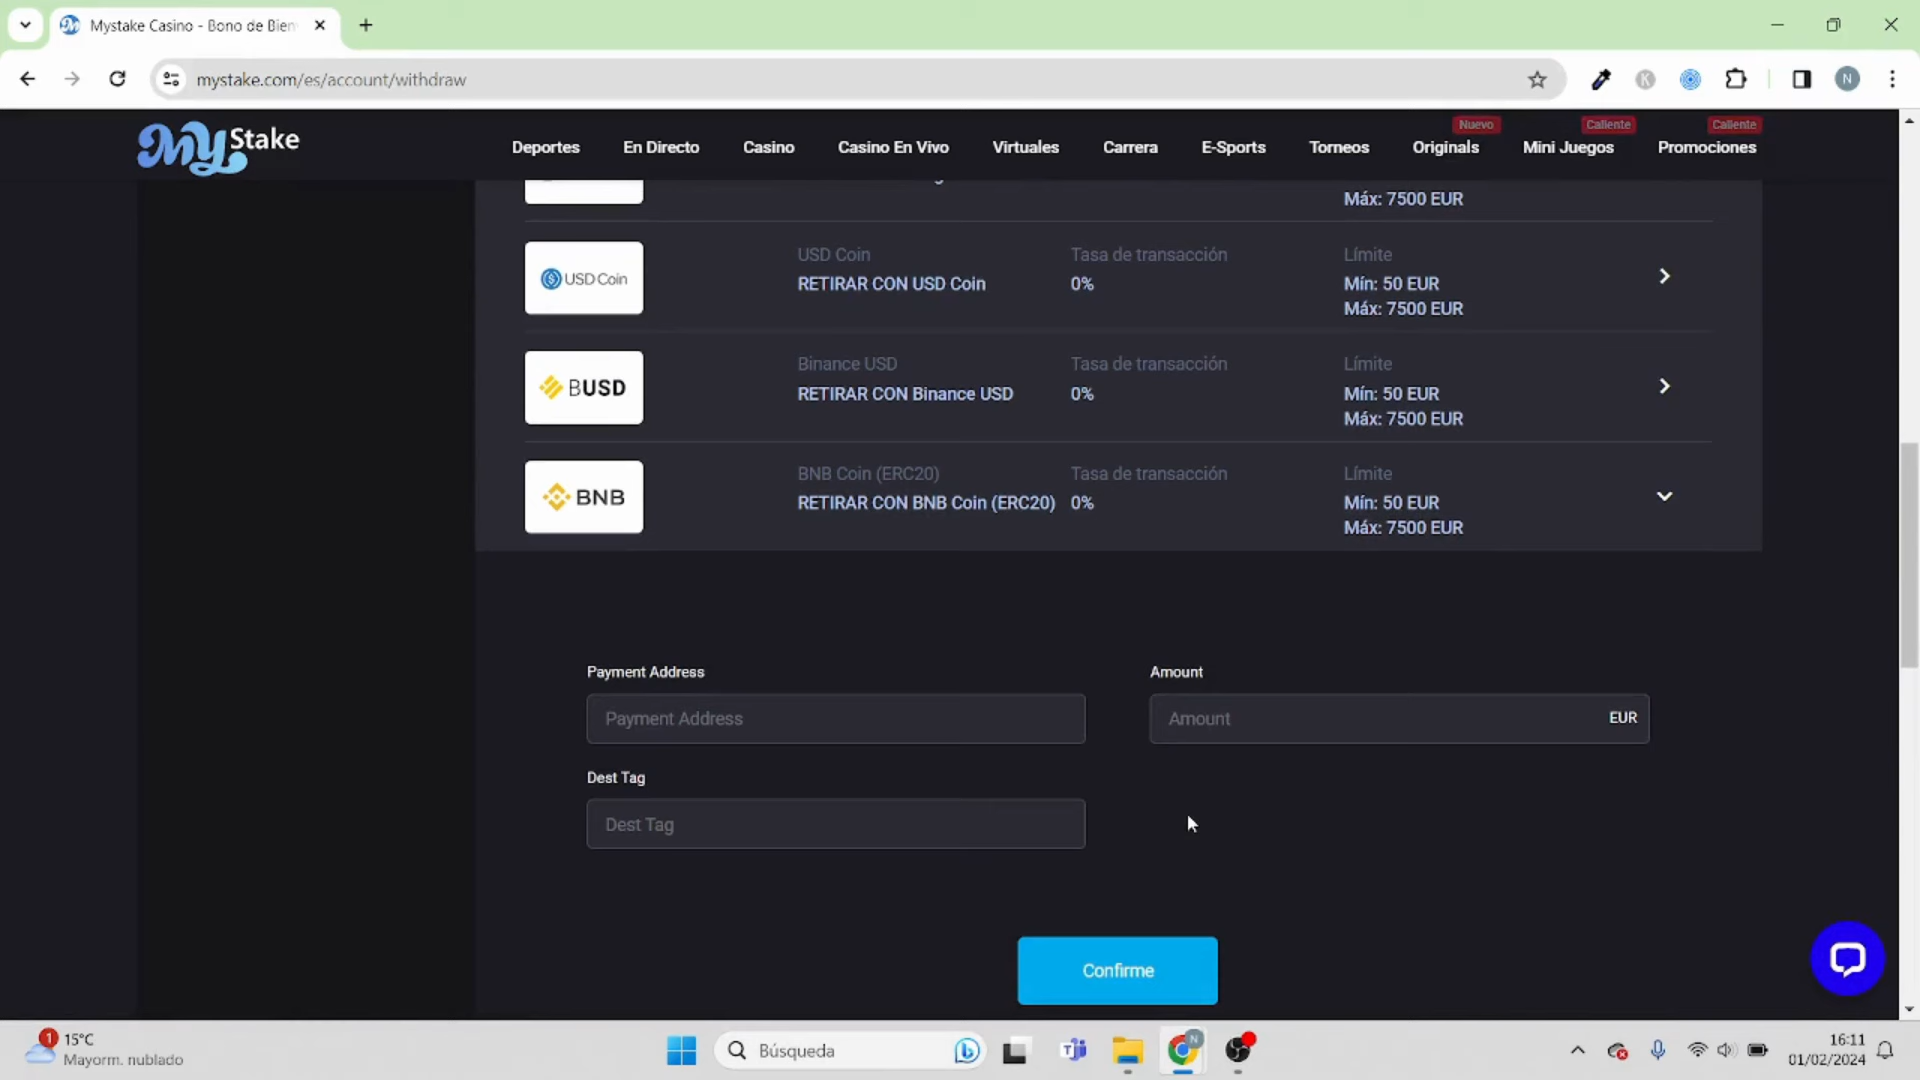 Mystake Casino - Bono de Bien
mystake.com/es/account/withdraw
K
N
MyStake
Deportes
En Directo
Casino
Casino En Vivo
Virtuales
Carrera
E-Sports
Torneos
Nuevo
Originals
Caliente
Mini Juegos
Caliente
Promociones
Máx: 7500 EUR
USD Coin
USD Coin
RETIRAR CON USD Coin
Tasa de transacción
0%
Límite
Mín: 50 EUR
Máx: 7500 EUR
BUSD
Binance USD
RETIRAR CON Binance USD
Tasa de transacción
0%
Límite
Mín: 50 EUR
Máx: 7500 EUR
BNB
BNB Coin (ERC20)
RETIRAR CON BNB Coin (ERC20)
Tasa de transacción
0%
Límite
Mín: 50 EUR
Máx: 7500 EUR
Payment Address
Payment Address
Amount
Amount
EUR
Dest Tag
Dest Tag
Confirme
1
15°C
Mayorm. nublado
Búsqueda
N
16:11
01/02/2024